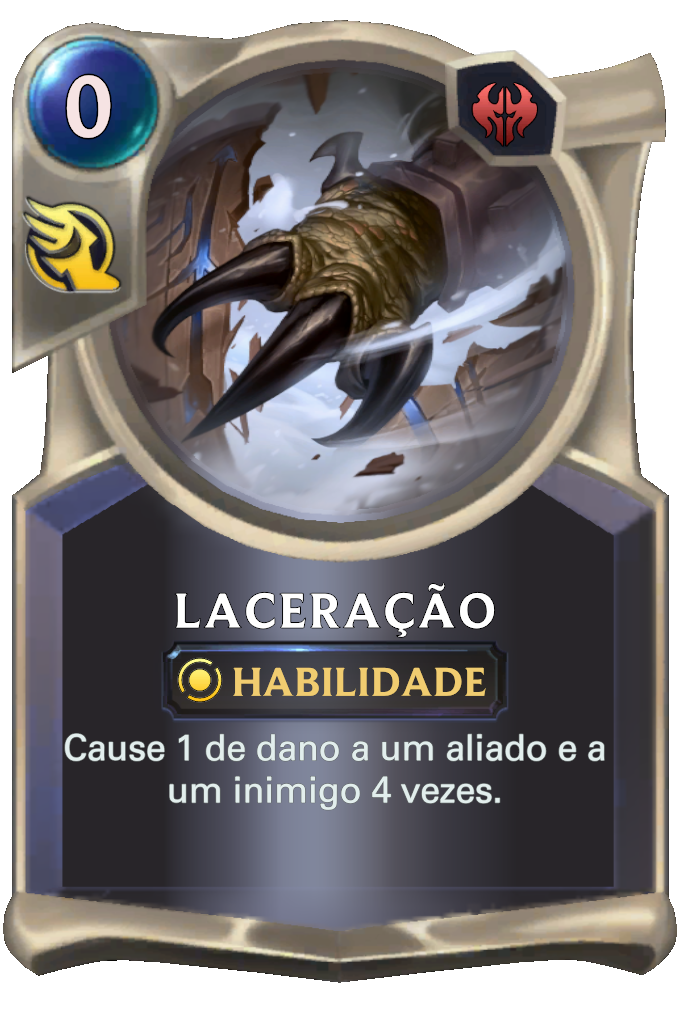 0
LACERAÇÃO
HABILIDADE
Cause 1 de dano a um aliado e a
um inimigo 4 vezes.